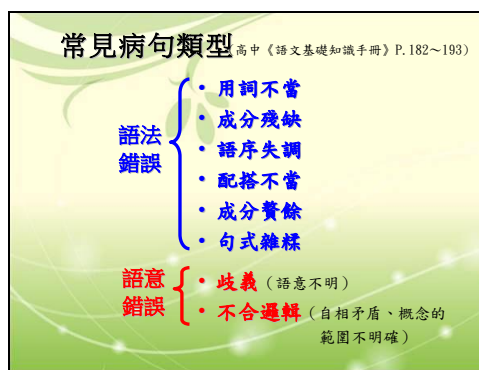 常見病句類型（高中《語文基礎知識手冊》P.182～193）
語法錯誤
• 用詞不當
• 成分殘缺
• 語序失調
• 配搭不當
• 成分贅餘
• 句式雜糅
語意錯誤
• 歧義（語意不明）
• 不合邏輯（自相矛盾、概念的
範圍不明確）